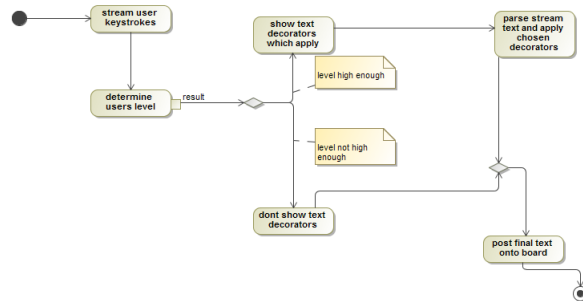 stream user
keystrokes
show text
decorators
which apply
parse stream
text and apply
chosen
decorators
level high enough
determine
users level
result
level not high
enough
dont show text
decorators
post final text
onto board